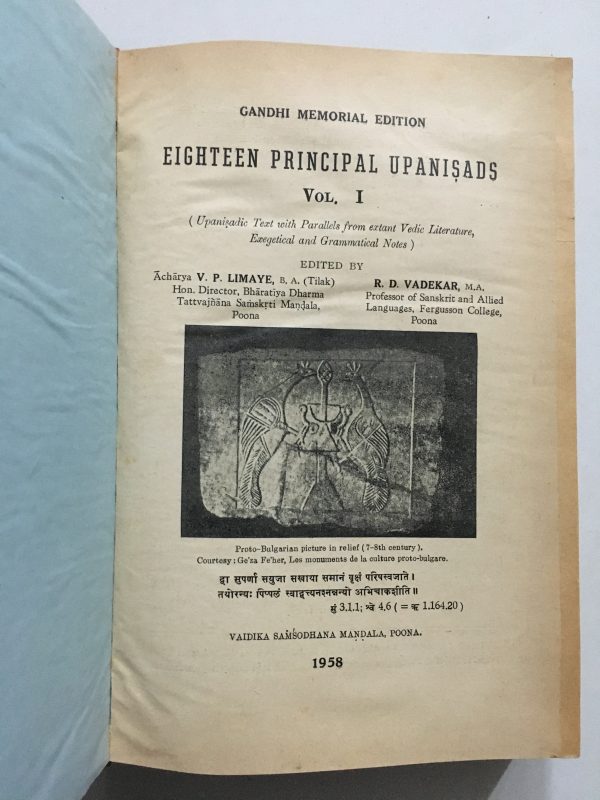 GANDHI MEMORIAL EDITION
EIGHTEEN PRINCIPAL UPANIṢADṢ
VOL. I
( Upaniṣadic Text with Parallels from extant Vedic Literature,
Exegetical and Grammatical Notes )
EDITED BY
Āchārya V. P. LIMAYE, B. A. (Tilak)
Hon. Director, Bhāratiya Dharma
Tattvajñāna Saṁskṛti Maṇḍala,
Poona
R. D. VADEKAR, M.A.
Professor of Sanskrit and Allied
Languages, Fergusson College,
Poona
Proto-Bulgarian picture in relief ( 7-8th century ).
Courtesy : Ge'za Fe'her, Les monuments de la culture proto-bulgare.
द्वा सुपर्णा सयुजा सखाया समानं वृक्षं परिषस्वजाते।
तयोरन्यः पिप्पलं स्वाद्वत्त्यनश्नन्नन्यो अभिचाकशीति॥
मुं 3.1.1; श्वे 4.6 ( = ऋ 1.164.20 )
VAIDIKA SAṀŚODHANA MAṆḌALA, POONA.
1958